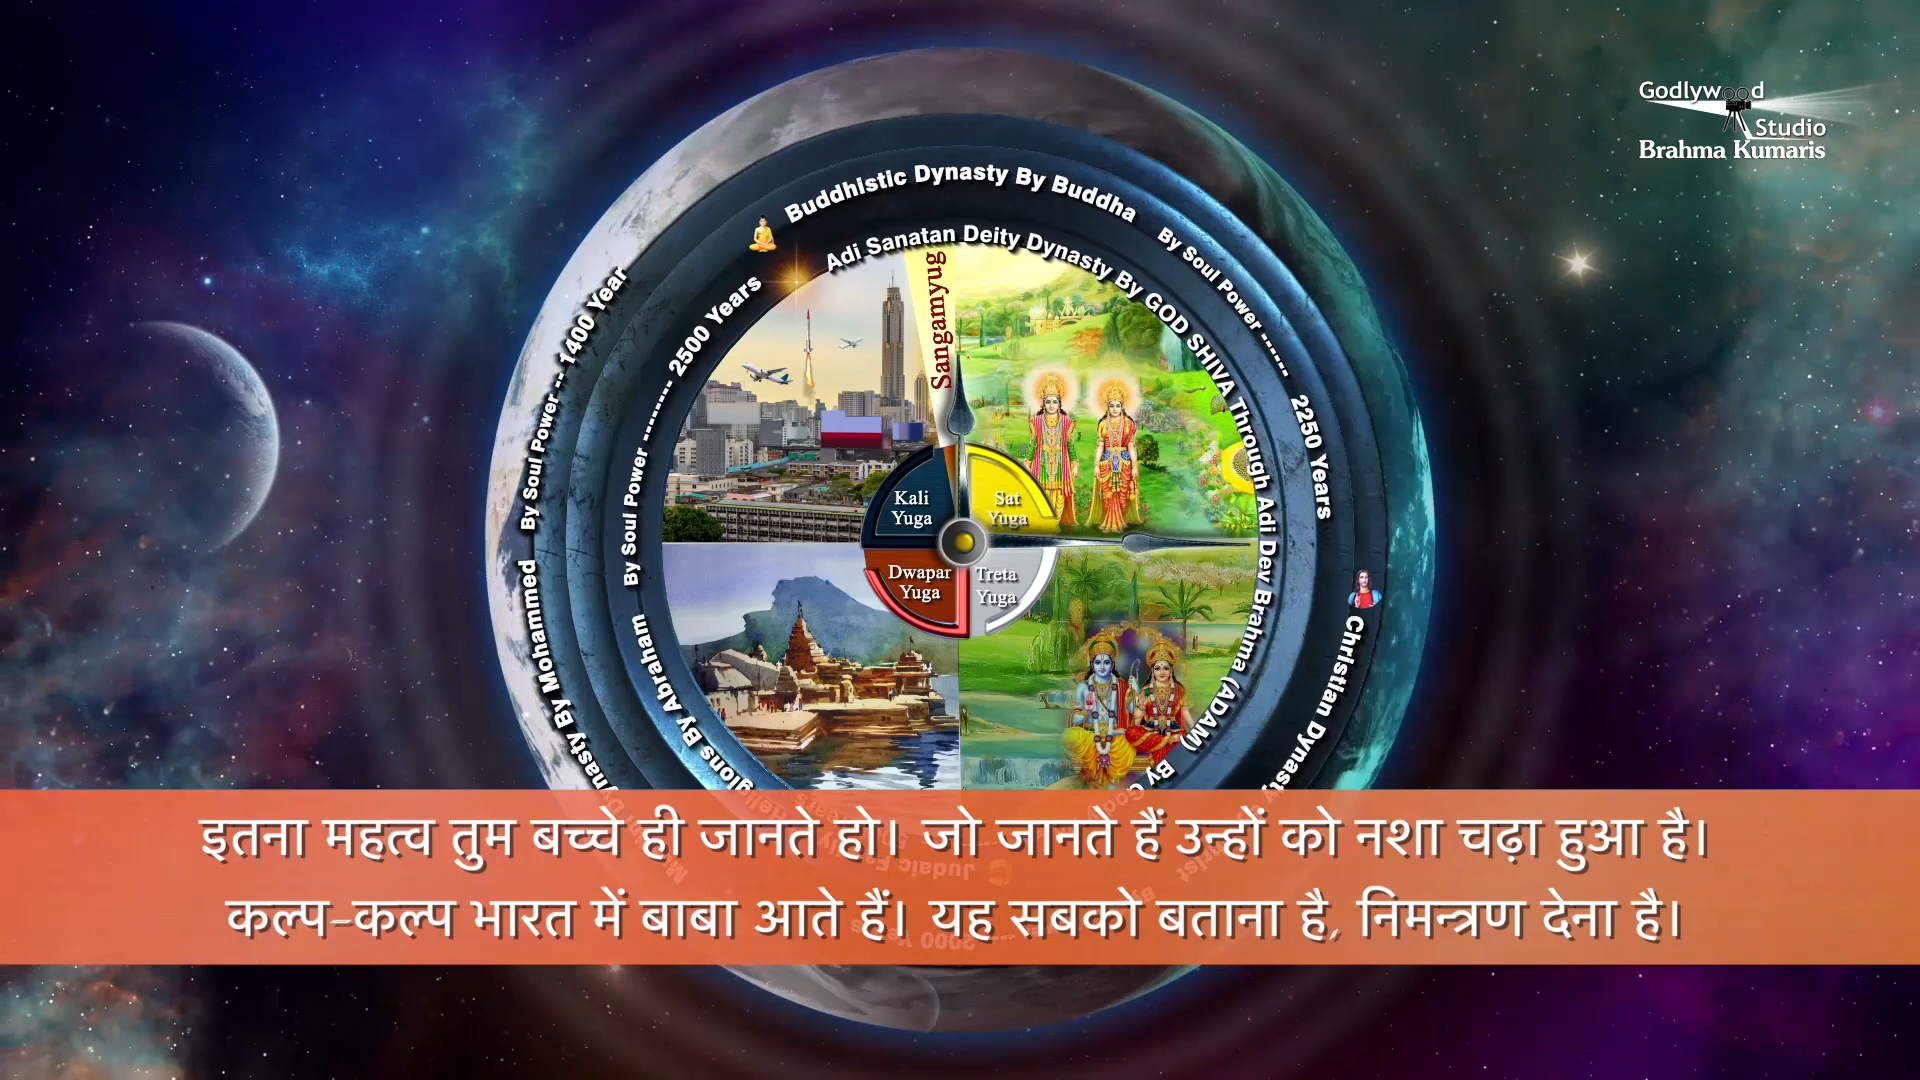 Godlywood
Studio
Brahma Kumaris
Buddhistic Dynasty By Buddha
By Soul Power ------ 2250 Years
Adi Sanatan Deity Dynasty By GOD SHIVA Through Adi Dev Brahma (ADAM)
By Soul Power -- 1400 Year
By Soul Power -------- 2500 Years
Sangamyug
Kali
Yuga
Sat
Yuga
Dwapar
Yuga
Treta
Yuga
Dynasty By Mohammed
By Abraham
Christian Dynasty
इतना महत्व तुम बच्चे ही जानते हो। जो जानते हैं उन्हों को नशा चढ़ा हुआ है।
कल्प-कल्प भारत में बाबा आते हैं। यह सबको बताना है, निमन्त्रण देना है।